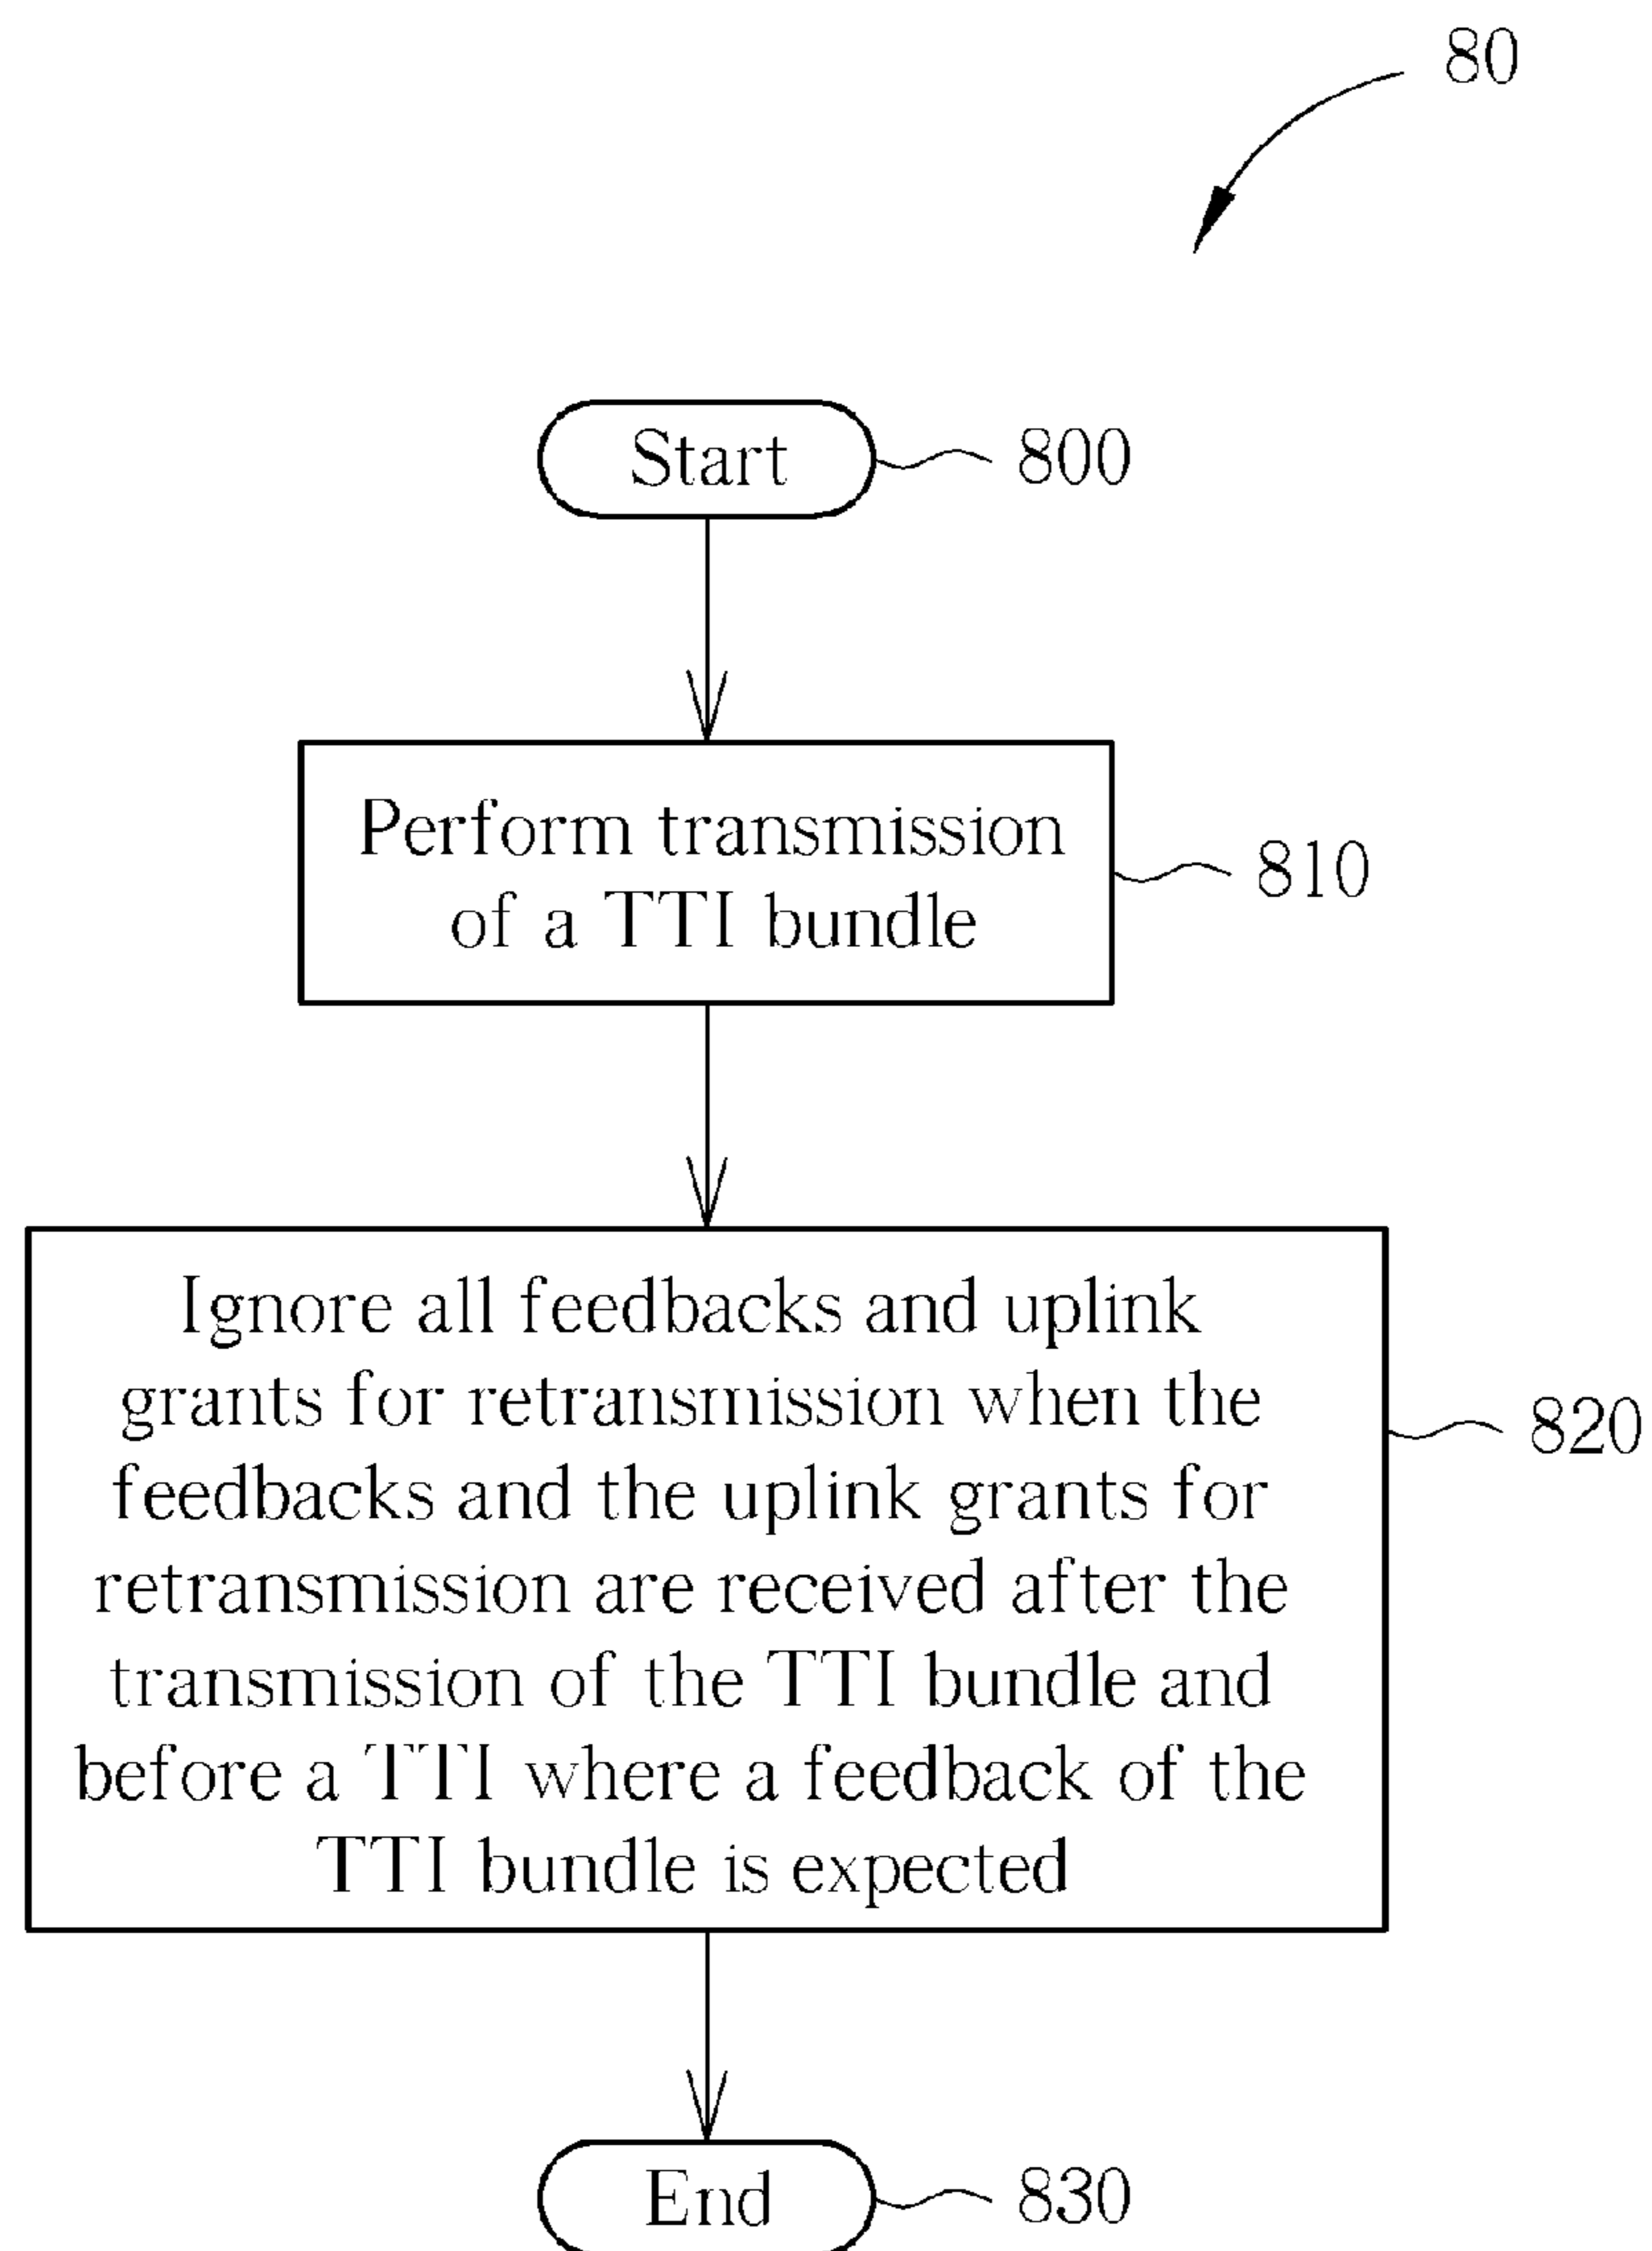 80
Start
800
Perform transmission
of a TTI bundle
810
Ignore all feedbacks and uplink
grants for retransmission when the
feedbacks and the uplink grants for
retransmission are received after the
transmission of the TTI bundle and
before a TTI where a feedback of the
TTI bundle is expected
820
End
830